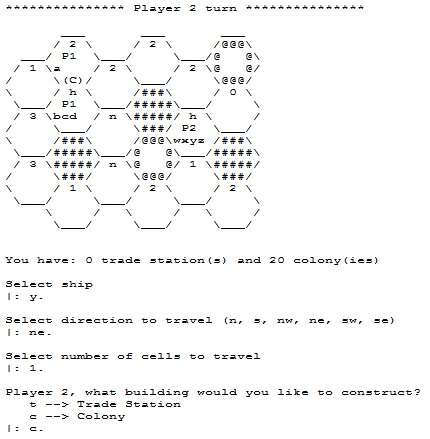 *************** Player 2 turn ***************

       ___         ___         ___
      / 2 \       / 2 \       /@@@\
  ___/ P1  \___/     \___/@   @\
 / 1 \a    / 2 \     / 2 \@   @/
/     \(C)/     \___/     \@@@/
\     / h \     /###\     / 0 \
 \___/ P1  \___/#####\___/     \
 / 3 \bcd  / n \#####/ h \     /
/     \___/     \###/ P2  \___/
\     /###\     /@@@\wxyz /###\
 \___/#####\___/@   @\___/#####\
 / 3 \#####/ n \@   @/ 1 \#####/
/     \###/     \@@@/     \###/
\     / 1 \     / 2 \     / 2 \
 \___/     \___/     \___/     \
     \     /   \     /   \     /
      \___/     \___/     \___/

You have: 0 trade station(s) and 20 colony(ies)

Select ship
|: y.

Select direction to travel (n, s, nw, ne, sw, se)
|: ne.

Select number of cells to travel
|: 1.

Player 2, what building would you like to construct?
   t --> Trade Station
   c --> Colony
|: c.